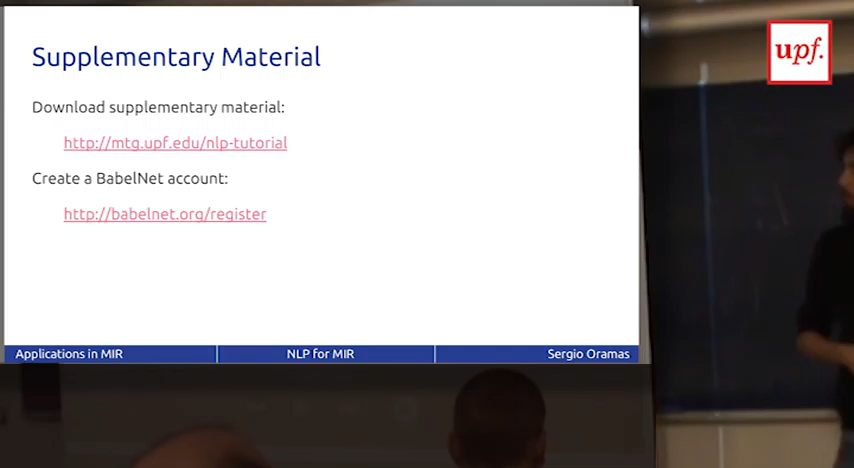 Supplementary Material
upf.
Download supplementary material:
http://mtg.upf.edu/nlp-tutorial
Create a BabelNet account:
http://babelnet.org/register
Applications in MIR
NLP for MIR
Sergio Oramas